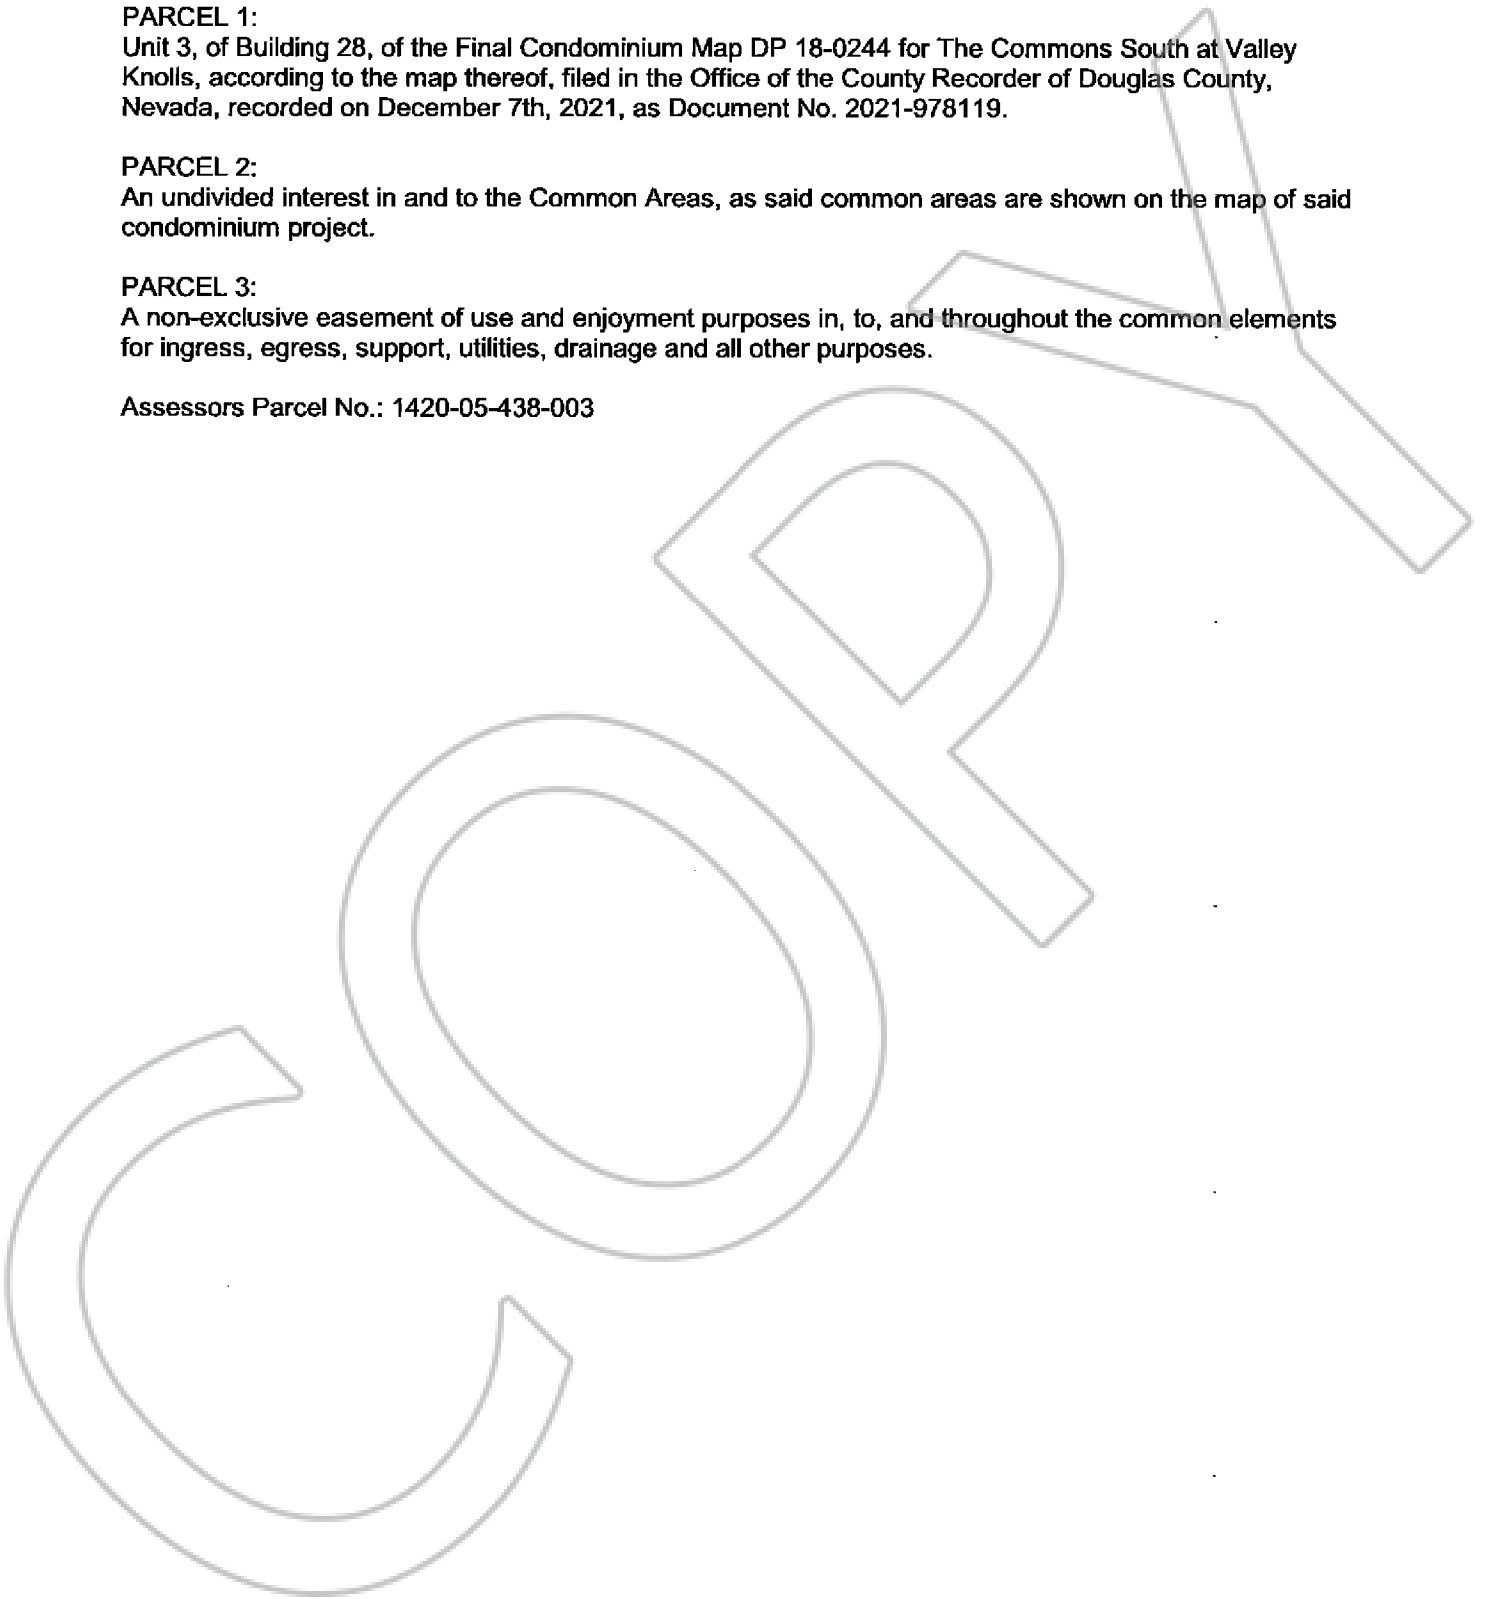 PARCEL 1:
Unit 3, of Building 28, of the Final Condominium Map DP 18-0244 for The Commons South at Valley
Knolls, according to the map thereof, filed in the Office of the County Recorder of Douglas County,
Nevada, recorded on December 7th, 2021, as Document No. 2021-978119.
PARCEL 2:
An undivided interest in and to the Common Areas, as said common areas are shown on the map of said
condominium project.
PARCEL 3:
A non-exclusive easement of use and enjoyment purposes in, to, and throughout the common elements
for ingress, egress, support, utilities, drainage and all other purposes.
Assessors Parcel No.: 1420-05-438-003
COPY